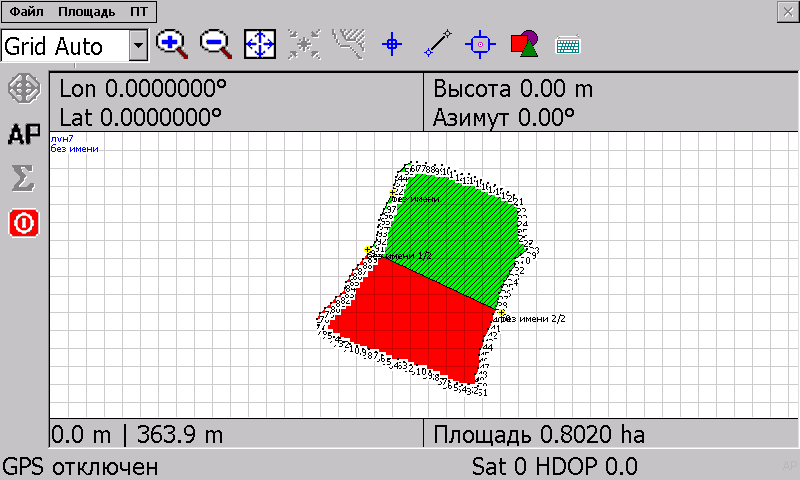 Файл Площадь ПТ
Grid Auto
Lon 0.0000000° Высота 0.00 m
Lat 0.0000000° Азимут 0.00°
AP
Σ
лун7
без имени
без имени
без имени 1/2
без имени 2/2
0.0 m | 363.9 m Площадь 0.8020 ha
GPS отключен Sat 0 HDOP 0.0 AP